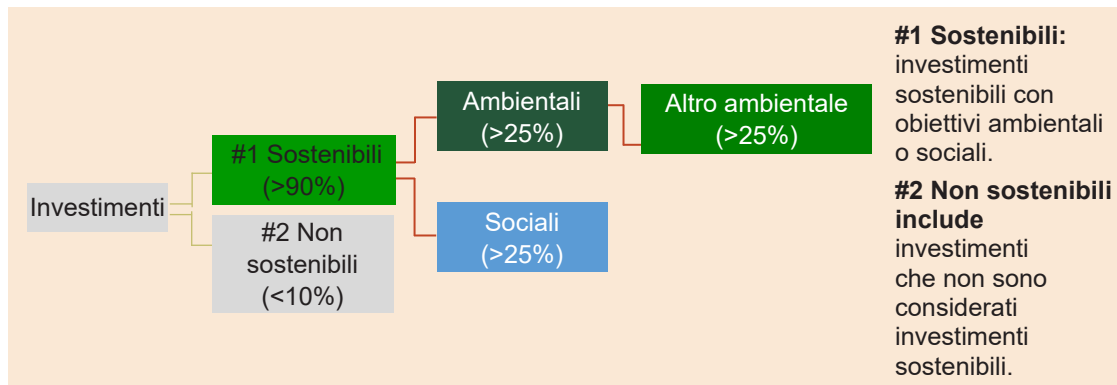 Investimenti
#1 Sostenibili
(>90%)
#2 Non
sostenibili
(<10%)
Ambientali
(>25%)
Sociali
(>25%)
Altro ambientale
(>25%)
#1 Sostenibili:
investimenti
sostenibili con
obiettivi ambientali
o sociali.
#2 Non sostenibili
include
investimenti
che non sono
considerati
investimenti
sostenibili.